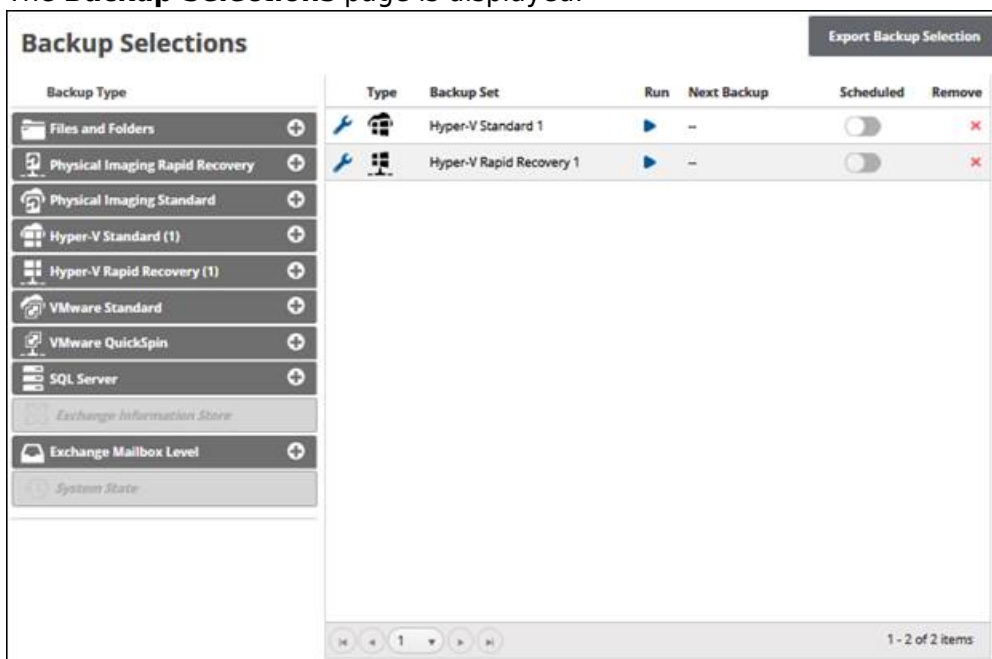 The Backup Selections page is displayed.
Backup Selections
Export Backup Selection
Backup Type
Files and Folders
Physical Imaging Rapid Recovery
Physical Imaging Standard
Hyper-V Standard (1)
Hyper-V Rapid Recovery (1)
VMware Standard
VMware QuickSpin
SQL Server
Exchange Information Store
Exchange Mailbox Level
System State
Type Backup Set Run Next Backup Scheduled Remove
Hyper-V Standard 1 --
Hyper-V Rapid Recovery 1 --
1
1 - 2 of 2 items